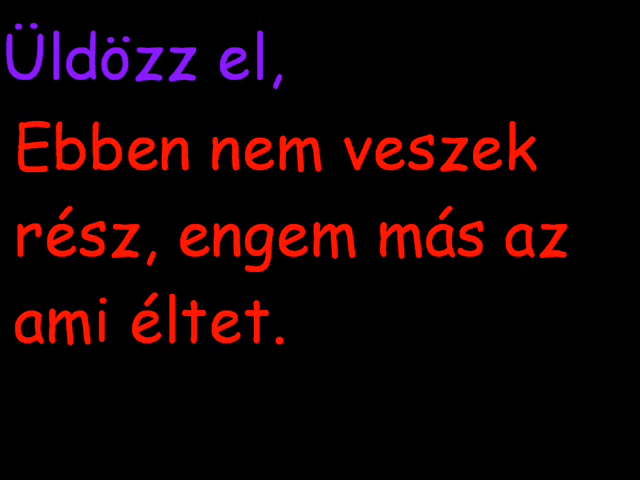 Üldözz el,
Ebben nem veszek
rész, engem más az
ami éltet.